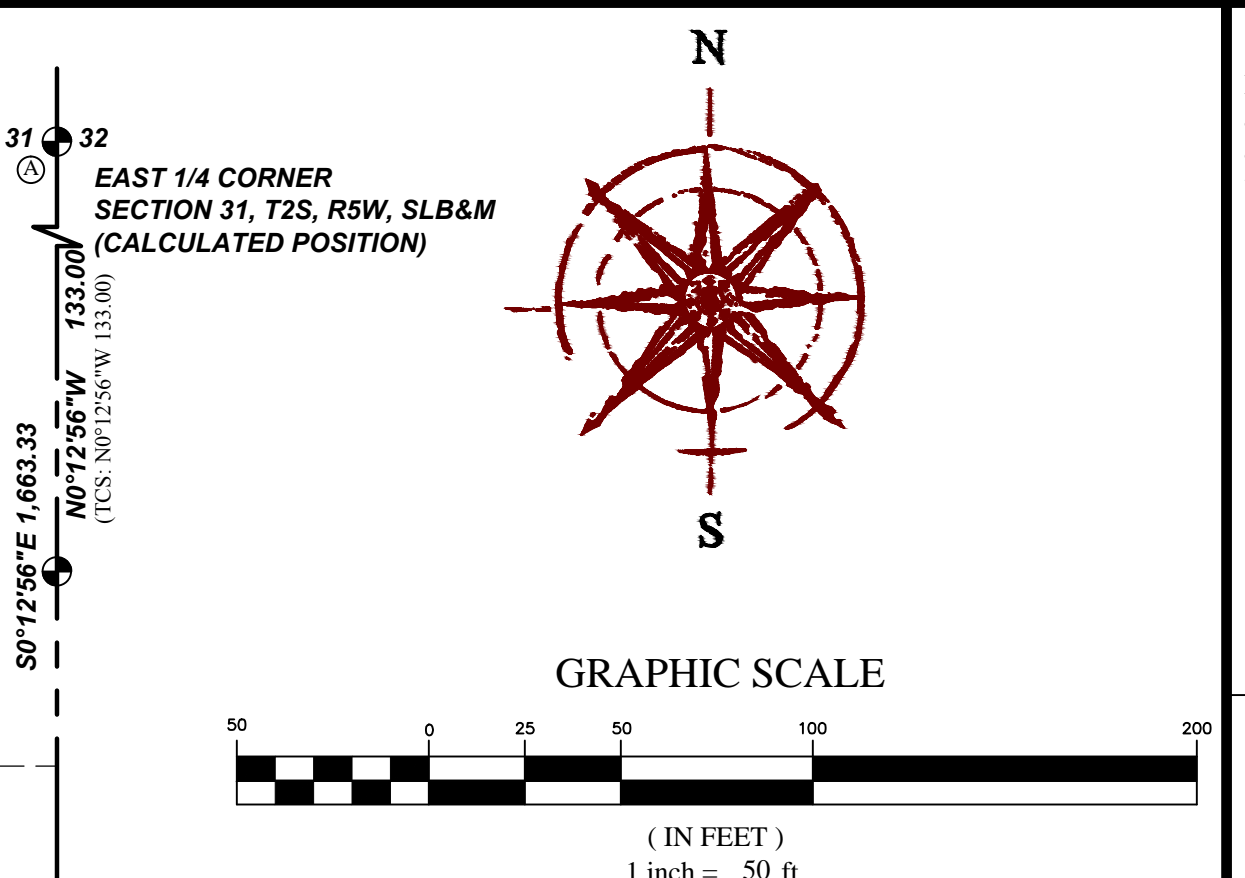 N
31 32
A
EAST 1/4 CORNER
SECTION 31, T2S, R5W, SLB&M
(CALCULATED POSITION)
N0°12'56"W 133.00
(TCS: N0°12'56"W 133.00)
S0°12'56"E 1,663.33
S
GRAPHIC SCALE
50 0 25 50 100 200
( IN FEET )
1 inch = 50 ft